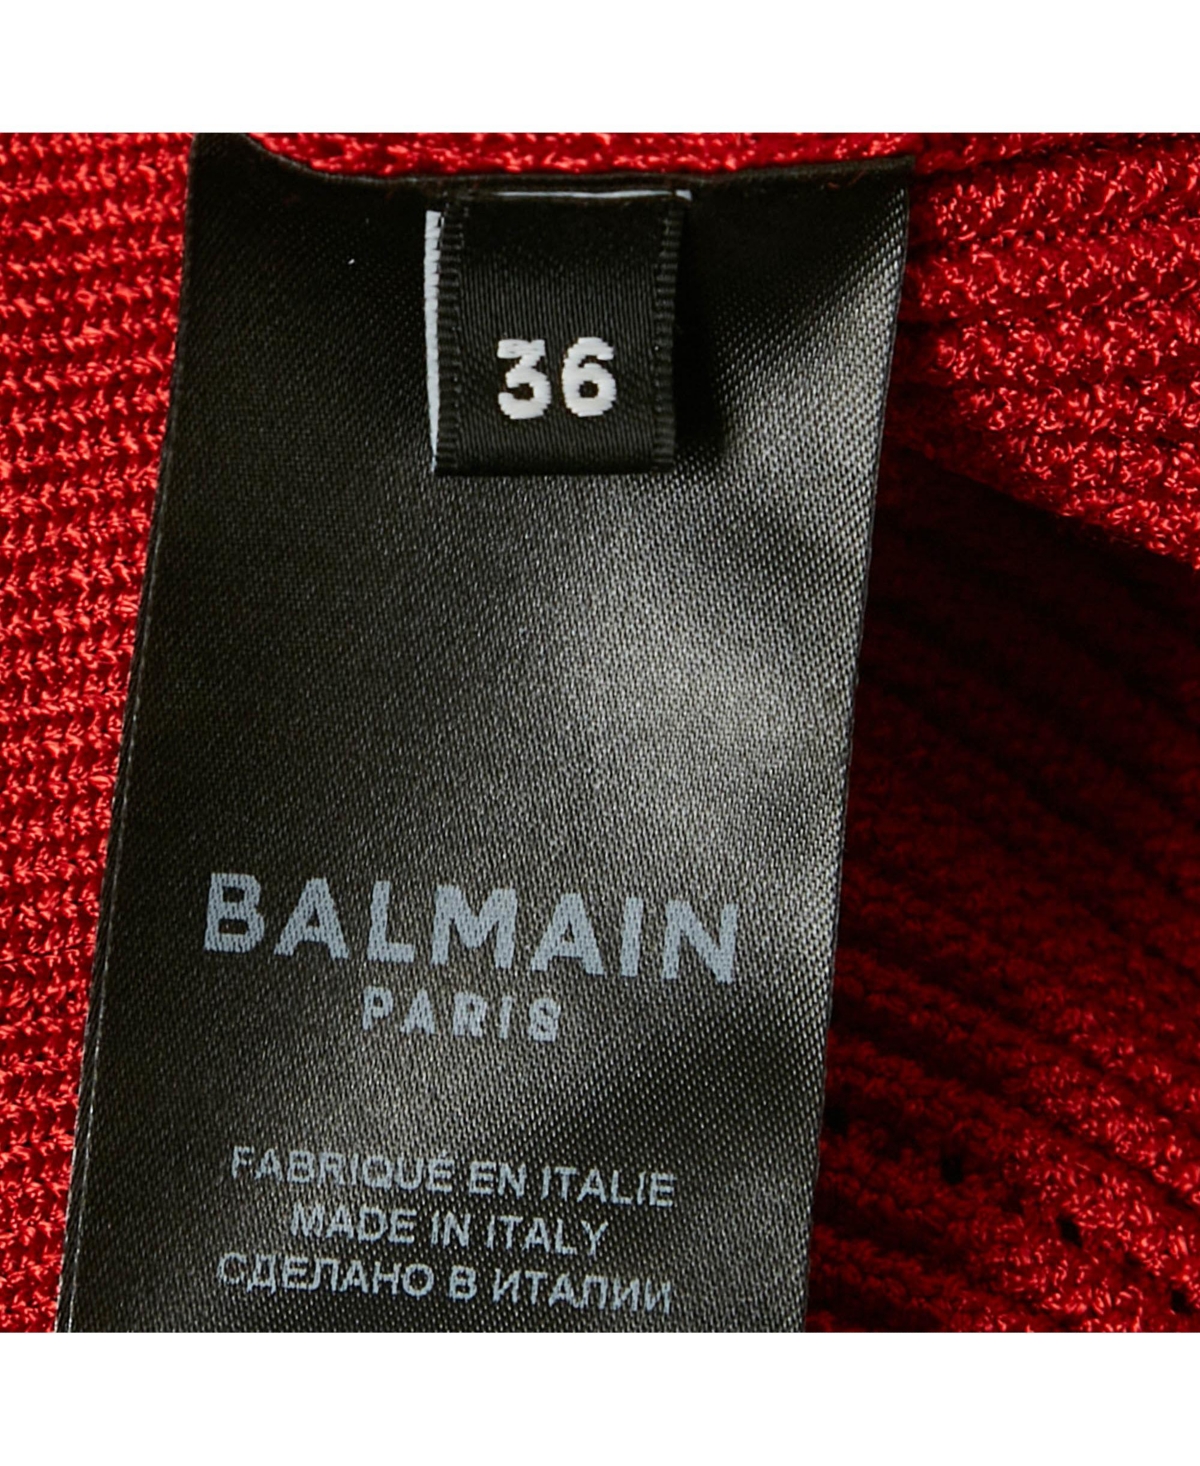 36
BALMAIN
PARIS
FABRIQUÉ EN ITALIE
MADE IN ITALY
СДЕЛАНО В ИТАЛИИ